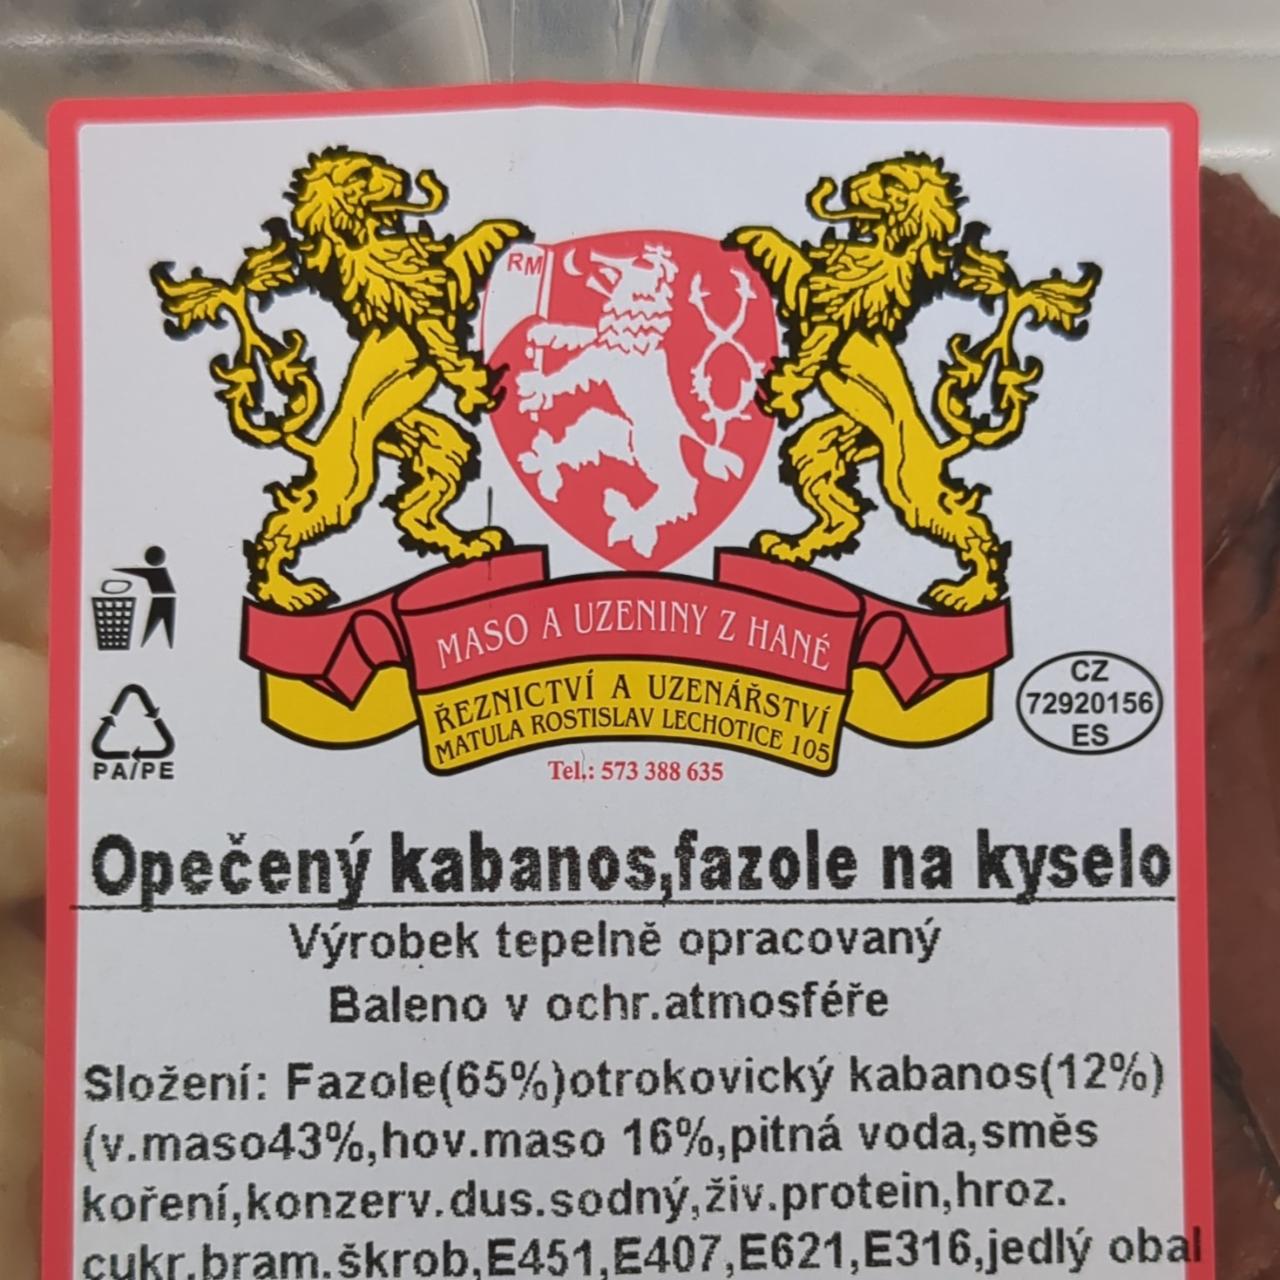 RM
MASO A UZENINY Z HANÉ
ŘEZNICTVÍ A UZENÁŘSTVÍ
MATULA ROSTISLAV LECHOTICE 105
Tel.: 573 388 635
CZ
72920156
ES
PA/PE
Opečený kabanos,fazole na kyselo
Výrobek tepelně opracovaný
Baleno v ochr.atmosféře
Složení: Fazole(65%)otrokovický kabanos(12%)
(v.maso43%,hov.maso 16%,pitná voda,směs
koření,konzerv.dus.sodný,živ.protein,hroz.
cukr,bram.škrob,E451,E407,E621,E316,jedlý obal